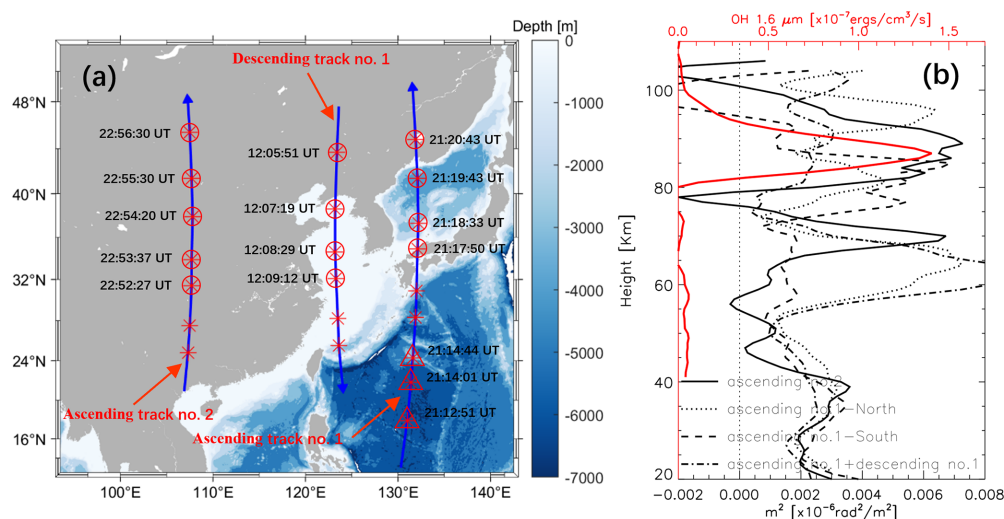 Depth [m]
(a)
Descending track no. 1
48°N
40°N
32°N
24°N
16°N
100°E
110°E
120°E
130°E
140°E
22:56:30 UT
22:55:30 UT
22:54:20 UT
22:53:37 UT
22:52:27 UT
12:05:51 UT
12:07:19 UT
12:08:29 UT
12:09:12 UT
21:20:43 UT
21:19:43 UT
21:18:33 UT
21:17:50 UT
21:14:44 UT
21:14:01 UT
21:12:51 UT
Ascending track no. 2
Ascending track no. 1
0
-1000
-2000
-3000
-4000
-5000
-6000
-7000
OH 1.6 μm [x10⁻⁷ergs/cm³/s]
0.0 0.5 1.0 1.5
(b)
Height [Km]
100
80
60
40
20
ascending no.2
ascending no.1−North
ascending no.1−South
ascending no.1+descending no.1
−0.002 0.000 0.002 0.004 0.006 0.008
m² [x10⁻⁶rad²/m²]